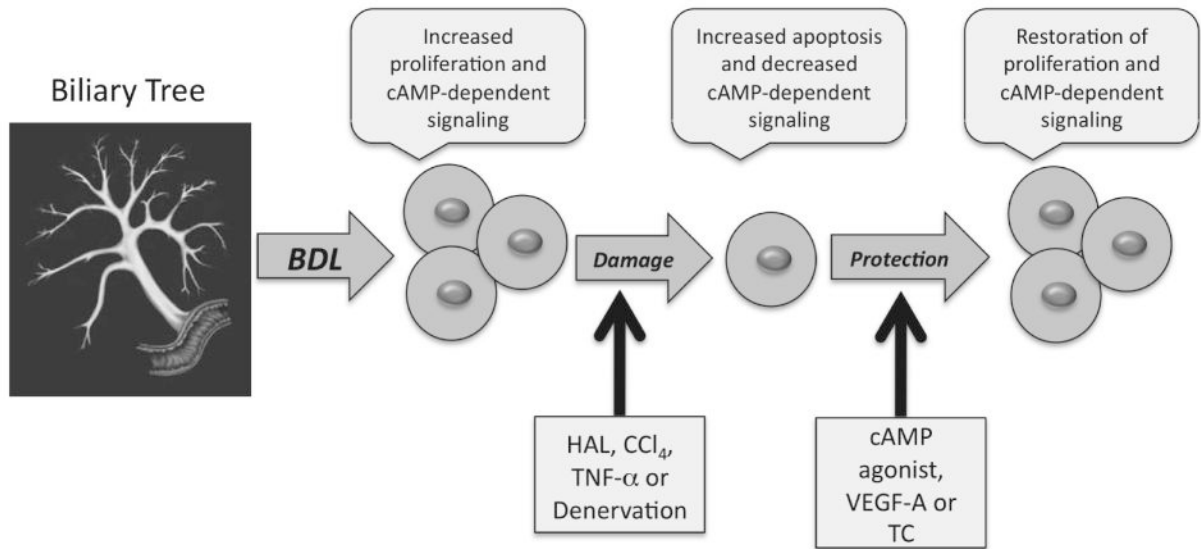 Biliary Tree
Increased
proliferation and
cAMP-dependent
signaling
Increased apoptosis
and decreased
cAMP-dependent
signaling
Restoration of
proliferation and
cAMP-dependent
signaling
BDL
Damage
Protection
HAL, CCl₄,
TNF-α or
Denervation
cAMP
agonist,
VEGF-A or
TC